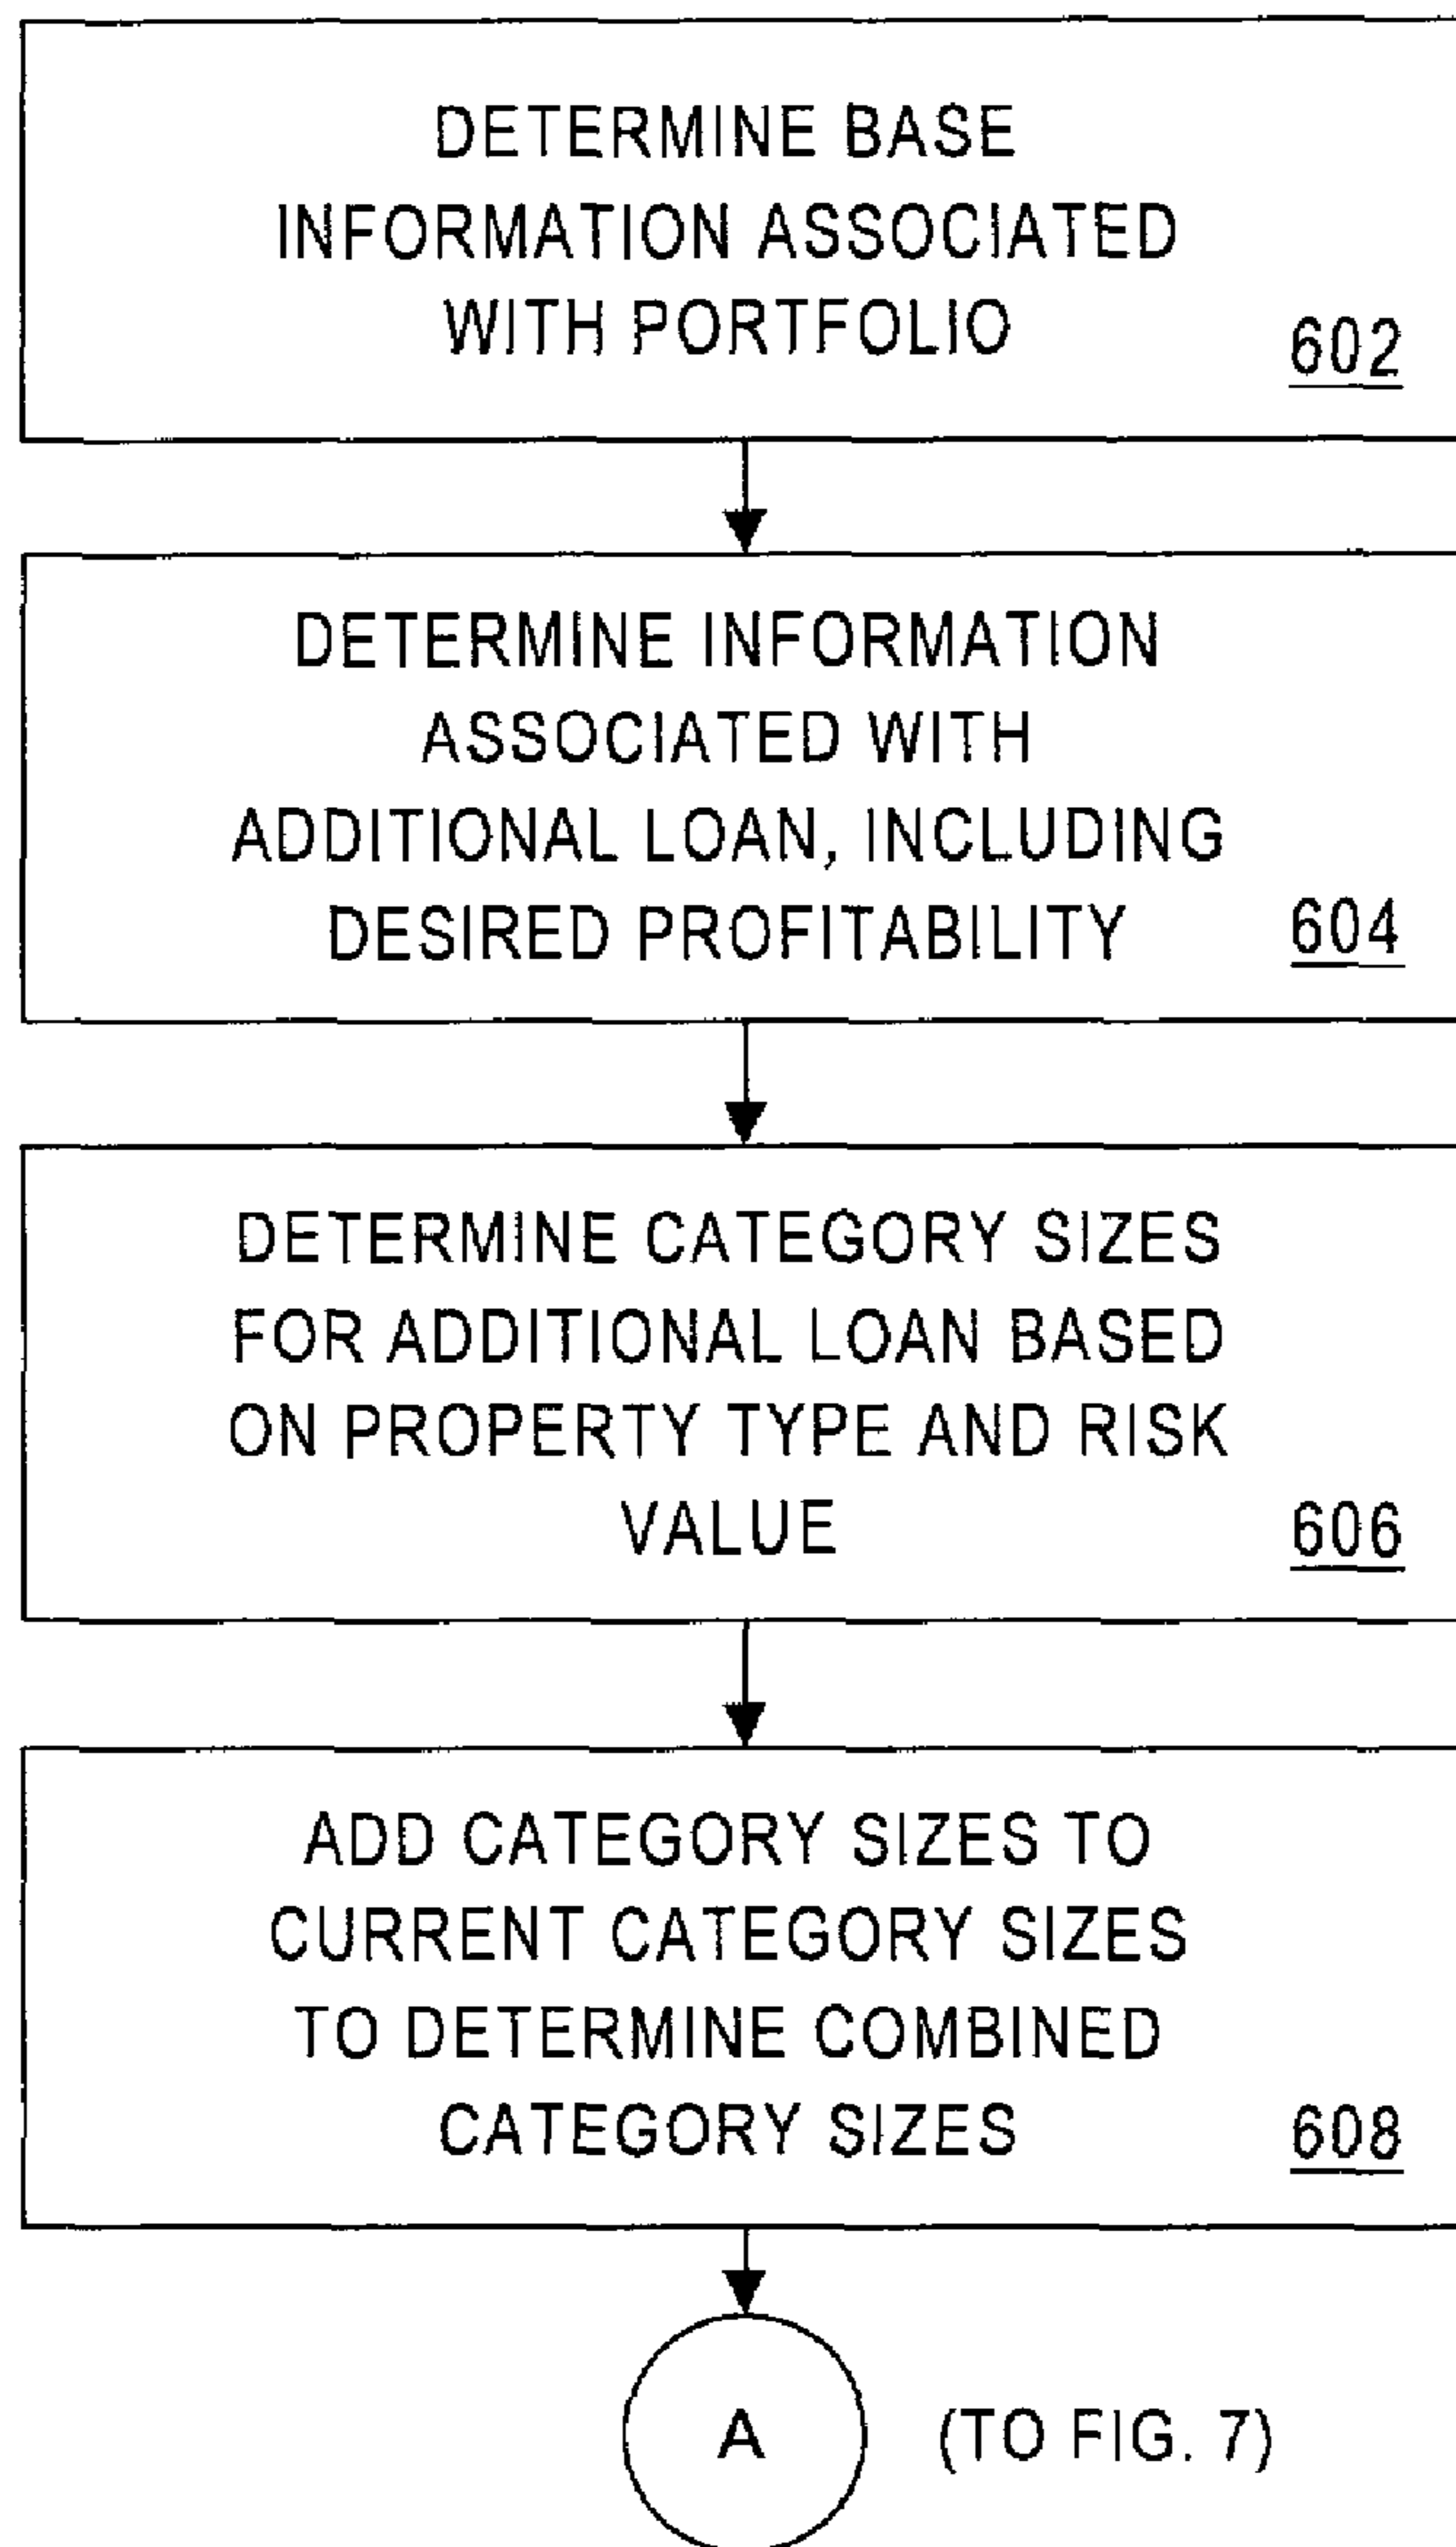 DETERMINE BASE
INFORMATION ASSOCIATED
WITH PORTFOLIO
602
DETERMINE INFORMATION
ASSOCIATED WITH
ADDITIONAL LOAN, INCLUDING
DESIRED PROFITABILITY
604
DETERMINE CATEGORY SIZES
FOR ADDITIONAL LOAN BASED
ON PROPERTY TYPE AND RISK
VALUE
606
ADD CATEGORY SIZES TO
CURRENT CATEGORY SIZES
TO DETERMINE COMBINED
CATEGORY SIZES
608
A
(TO FIG. 7)